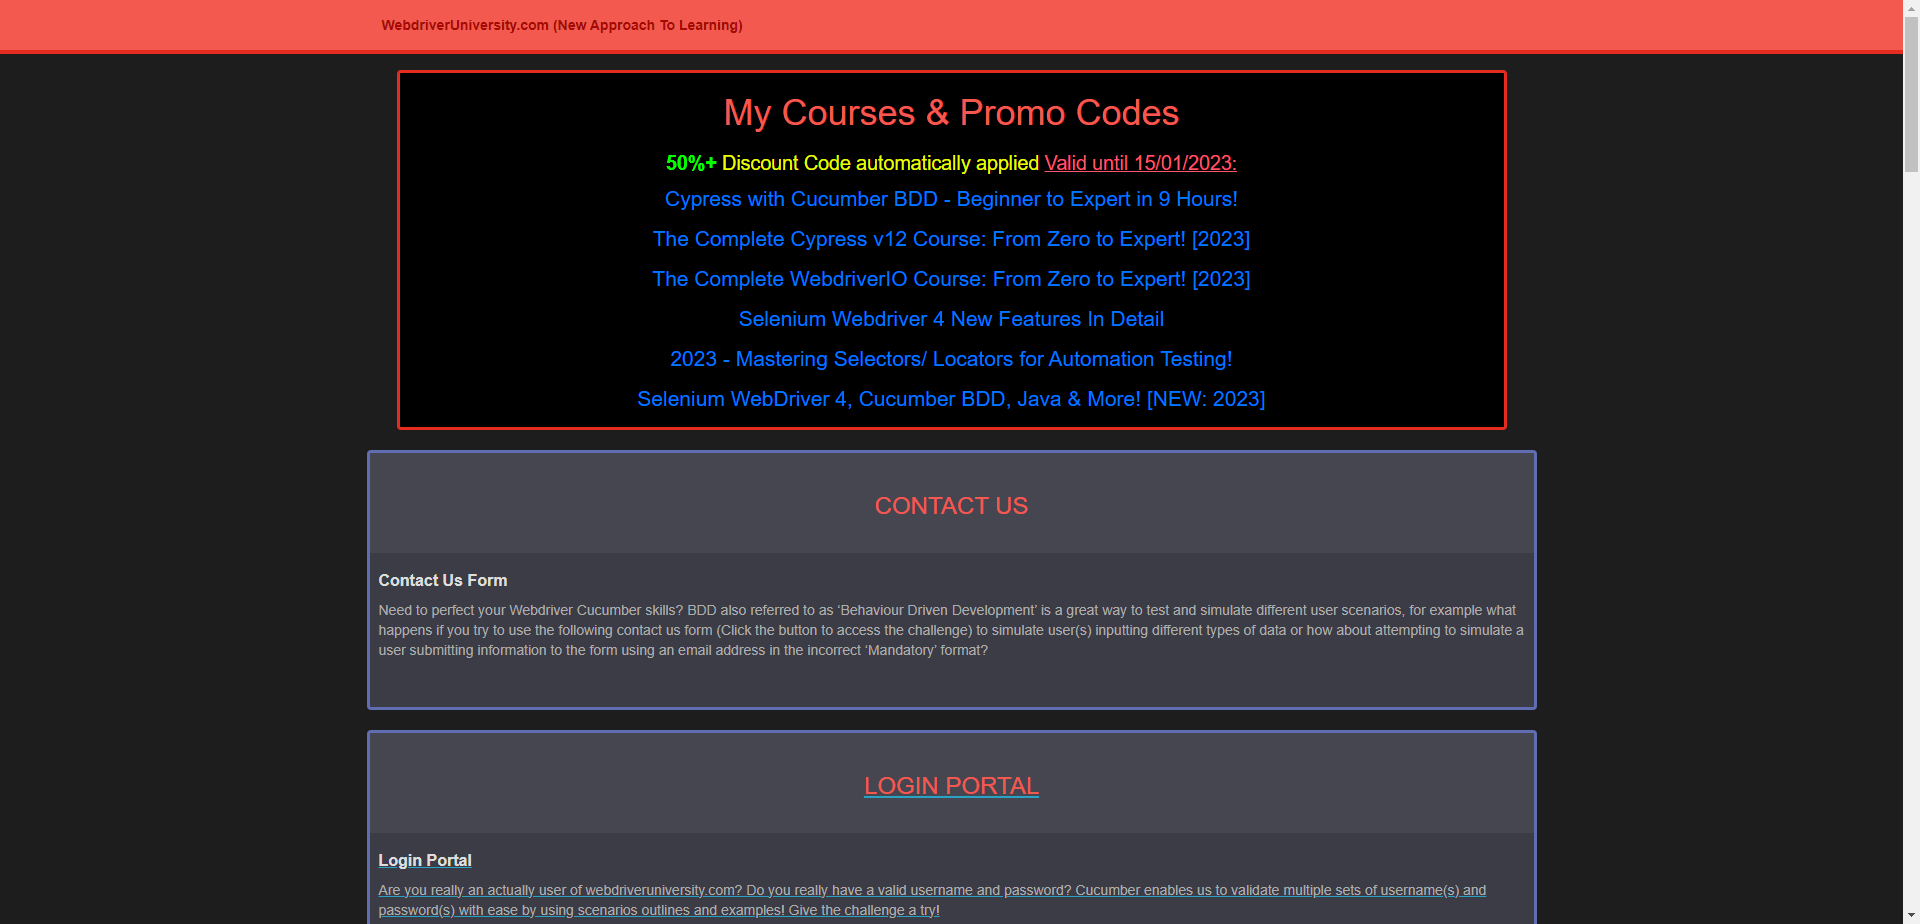 WebdriverUniversity.com (New Approach To Learning)
My Courses & Promo Codes
50%+ Discount Code automatically applied Valid until 15/01/2023:
Cypress with Cucumber BDD - Beginner to Expert in 9 Hours!
The Complete Cypress v12 Course: From Zero to Expert! [2023]
The Complete WebdriverIO Course: From Zero to Expert! [2023]
Selenium Webdriver 4 New Features In Detail
2023 - Mastering Selectors/ Locators for Automation Testing!
Selenium WebDriver 4, Cucumber BDD, Java & More! [NEW: 2023]
CONTACT US
Contact Us Form
Need to perfect your Webdriver Cucumber skills? BDD also referred to as ‘Behaviour Driven Development’ is a great way to test and simulate different user scenarios, for example what
happens if you try to use the following contact us form (Click the button to access the challenge) to simulate user(s) inputting different types of data or how about attempting to simulate a
user submitting information to the form using an email address in the incorrect ‘Mandatory’ format?
LOGIN PORTAL
Login Portal
Are you really an actually user of webdriveruniversity.com? Do you really have a valid username and password? Cucumber enables us to validate multiple sets of username(s) and
password(s) with ease by using scenarios outlines and examples! Give the challenge a try!